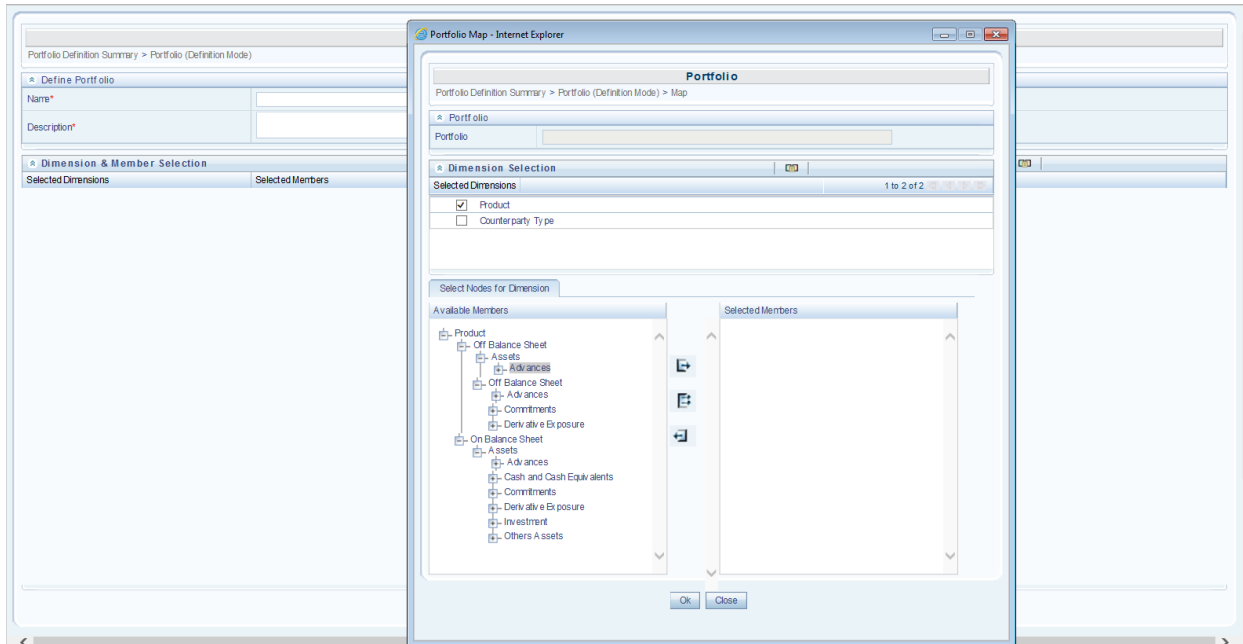 Portfolio Definition Summary > Portfolio (Definition Mode)
Define Portfolio
Name*
Description*
Dimension & Member Selection
Selected Dimensions Selected Members
Portfolio Map - Internet Explorer
Portfolio
Portfolio Definition Summary > Portfolio (Definition Mode) > Map
Portfolio
Portfolio
Dimension Selection
Selected Dimensions 1 to 2 of 2
Product
Counterparty Type
Select Nodes for Dimension
Available Members Selected Members
Product
Off Balance Sheet
Assets
Advances
Off Balance Sheet
Advances
Commitments
Derivative Exposure
On Balance Sheet
Assets
Advances
Cash and Cash Equivalents
Commitments
Derivative Exposure
Investment
Others Assets
Ok Close